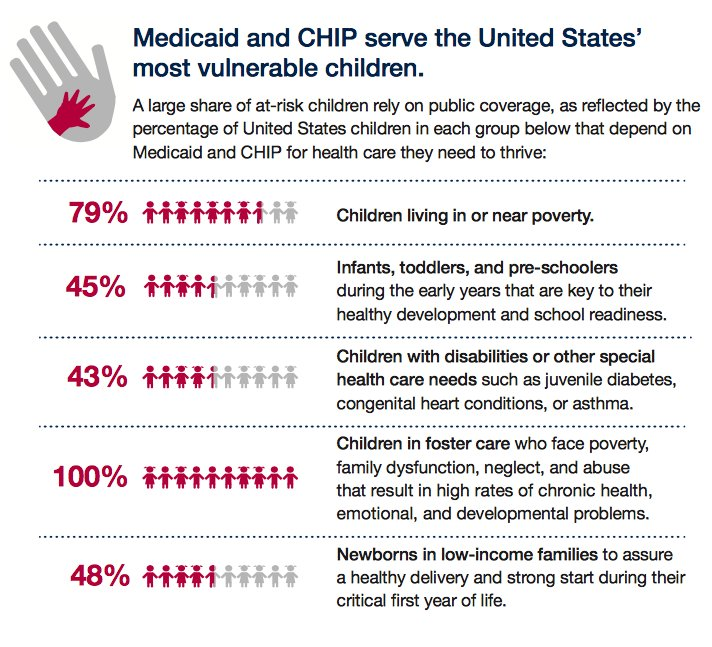 Medicaid and CHIP serve the United States’
most vulnerable children.
A large share of at-risk children rely on public coverage, as reflected by the
percentage of United States children in each group below that depend on
Medicaid and CHIP for health care they need to thrive:
79%
Children living in or near poverty.
45%
Infants, toddlers, and pre-schoolers
during the early years that are key to their
healthy development and school readiness.
43%
Children with disabilities or other special
health care needs such as juvenile diabetes,
congenital heart conditions, or asthma.
100%
Children in foster care who face poverty,
family dysfunction, neglect, and abuse
that result in high rates of chronic health,
emotional, and developmental problems.
48%
Newborns in low-income families to assure
a healthy delivery and strong start during their
critical first year of life.